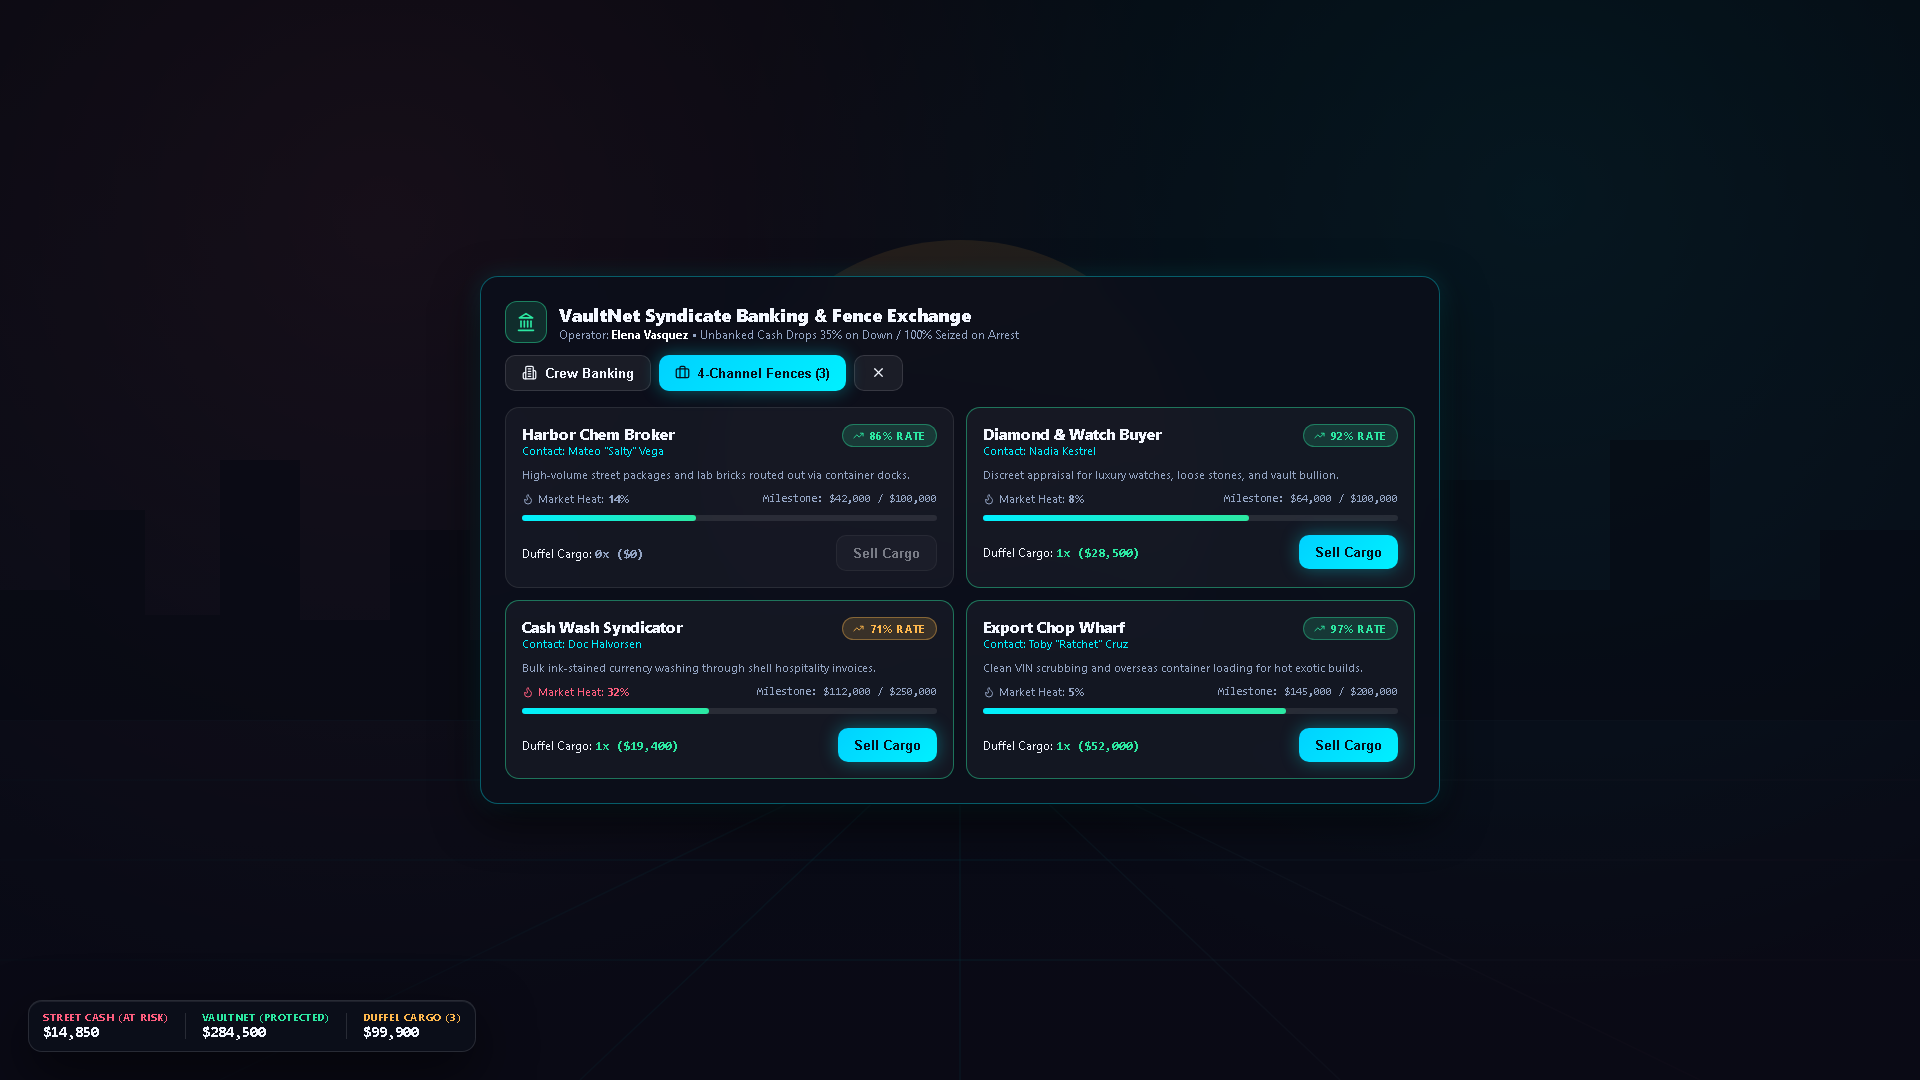 VaultNet Syndicate Banking & Fence Exchange
Operator: Elena Vasquez • Unbanked Cash Drops 35% on Down / 100% Seized on Arrest
Crew Banking
4-Channel Fences (3)
Harbor Chem Broker
86% RATE
Contact: Mateo "Salty" Vega
High-volume street packages and lab bricks routed out via container docks.
Market Heat: 14%
Milestone: $42,000 / $100,000
Duffel Cargo: 0x ($0)
Sell Cargo
Diamond & Watch Buyer
92% RATE
Contact: Nadia Kestrel
Discreet appraisal for luxury watches, loose stones, and vault bullion.
Market Heat: 8%
Milestone: $64,000 / $100,000
Duffel Cargo: 1x ($28,500)
Sell Cargo
Cash Wash Syndicator
71% RATE
Contact: Doc Halvorsen
Bulk ink-stained currency washing through shell hospitality invoices.
Market Heat: 32%
Milestone: $112,000 / $250,000
Duffel Cargo: 1x ($19,400)
Sell Cargo
Export Chop Wharf
97% RATE
Contact: Toby "Ratchet" Cruz
Clean VIN scrubbing and overseas container loading for hot exotic builds.
Market Heat: 5%
Milestone: $145,000 / $200,000
Duffel Cargo: 1x ($52,000)
Sell Cargo
STREET CASH (AT RISK)
$14,850
VAULTNET (PROTECTED)
$284,500
DUFFEL CARGO (3)
$99,900